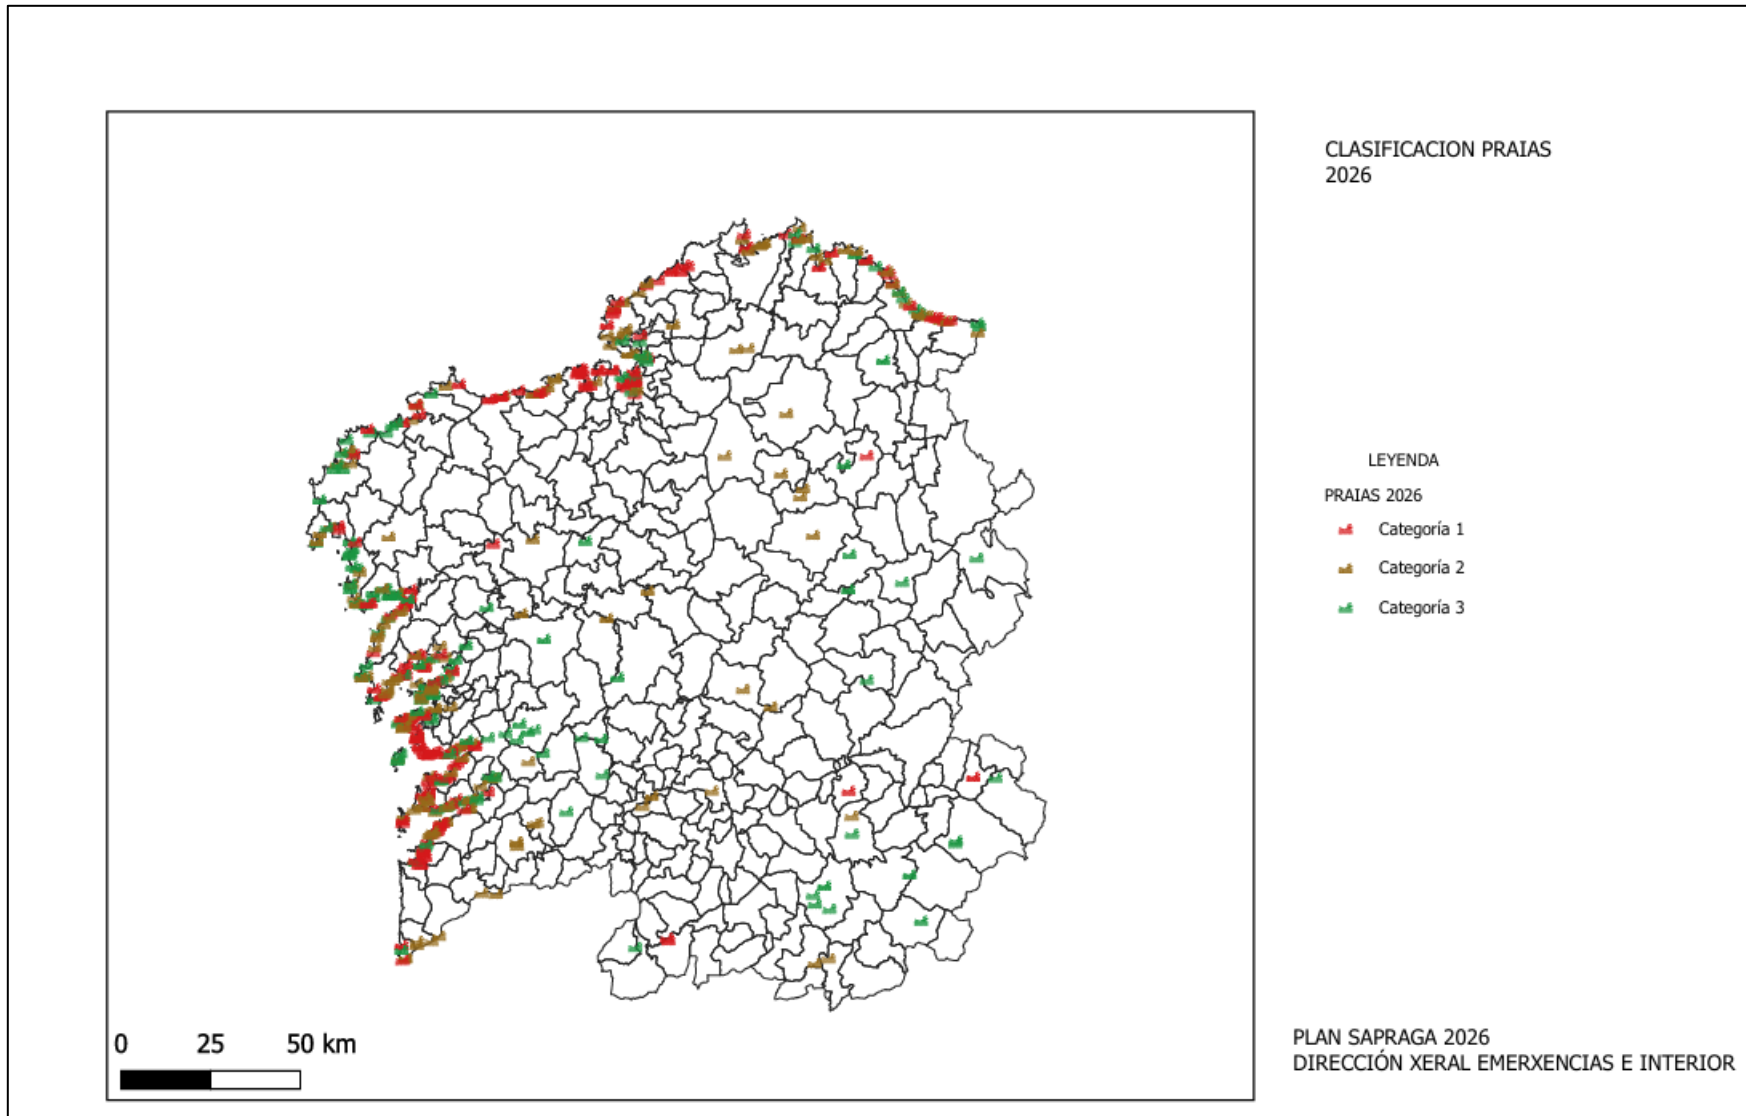 CLASIFICACION PRAIAS
2026
LEYENDA
PRAIAS 2026
Categoría 1
Categoría 2
Categoría 3
0 25 50 km
PLAN SAPRAGA 2026
DIRECCIÓN XERAL EMERXENCIAS E INTERIOR